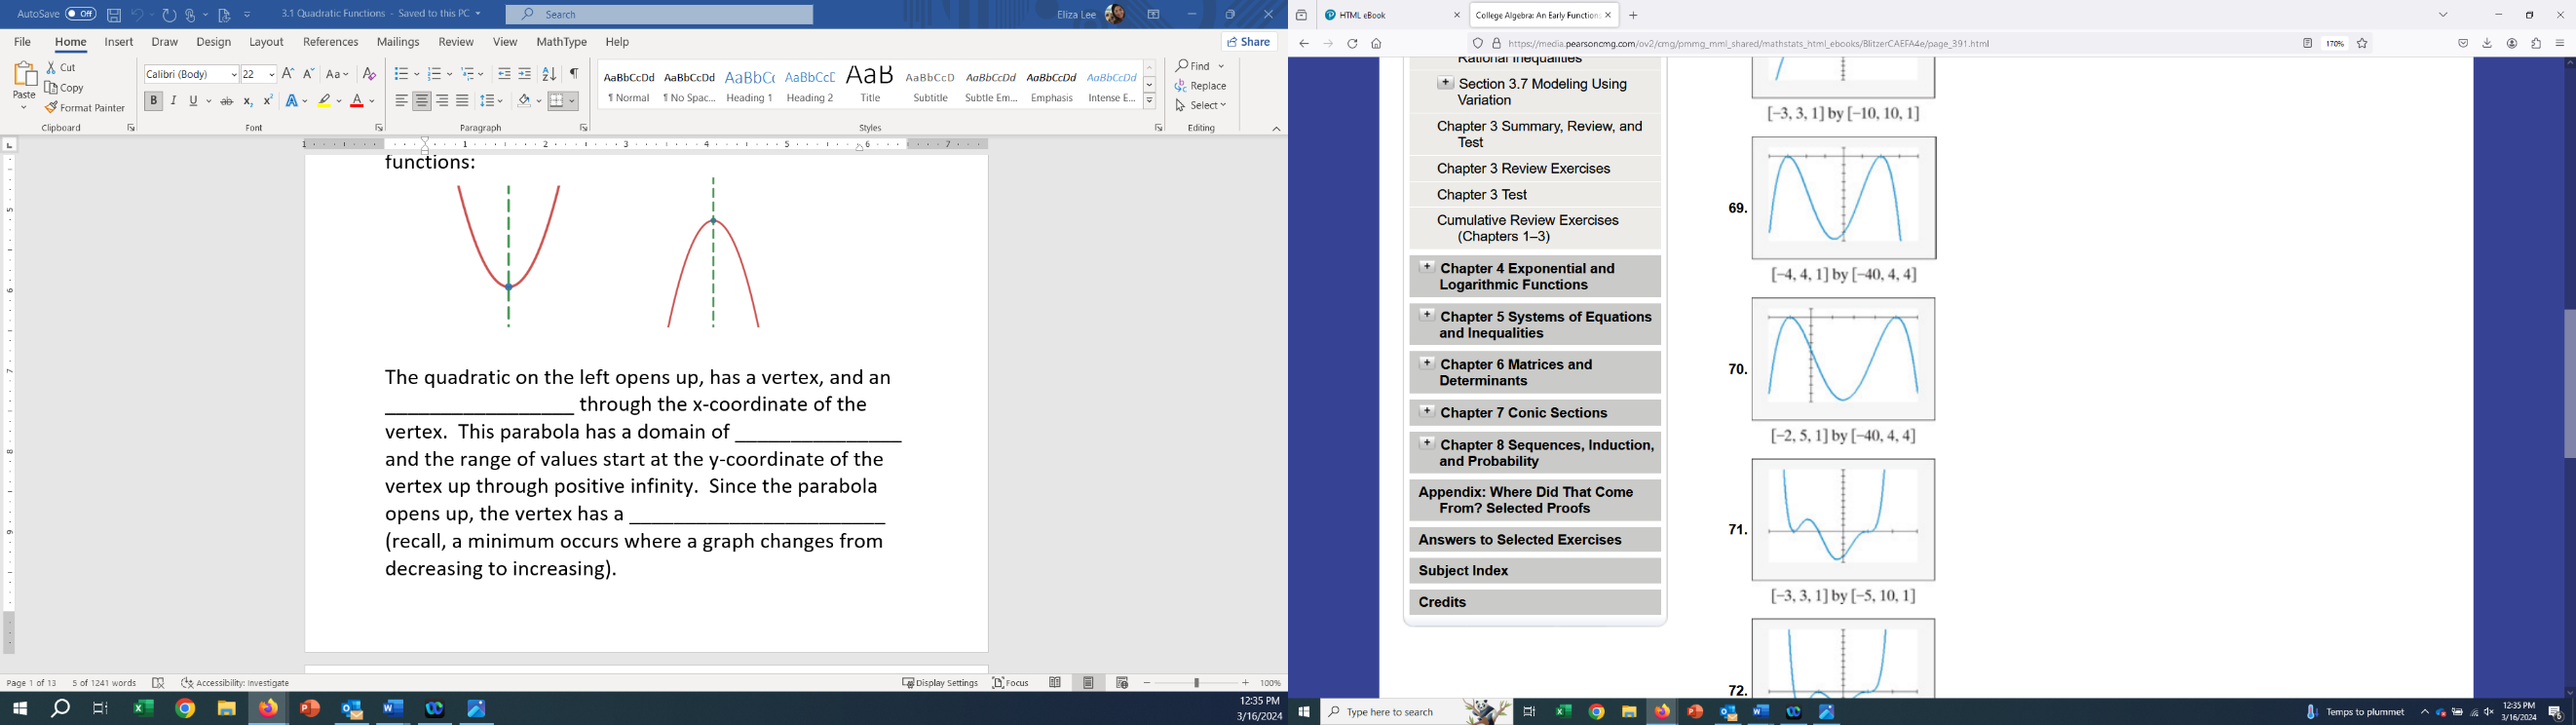 AutoSave Off
3.1 Quadratic Functions - Saved to this PC
Search
Eliza Lee
File Home Insert Draw Design Layout References Mailings Review View MathType Help
Share
Paste
Cut
Copy
Format Painter
Clipboard
Calibri (Body) 22
Font
Paragraph
AaBbCcDd AaBbCcDd AaBbCc AaBbCcE AaB AaBbCcD AaBbCcDd AaBbCcDd AaBbCcDd
¶ Normal ¶ No Spac... Heading 1 Heading 2 Title Subtitle Subtle Em... Emphasis Intense E...
Styles
Find
Replace
Select
Editing
functions:
The quadratic on the left opens up, has a vertex, and an
_________________ through the x-coordinate of the
vertex. This parabola has a domain of _______________
and the range of values start at the y-coordinate of the
vertex up through positive infinity. Since the parabola
opens up, the vertex has a _______________________
(recall, a minimum occurs where a graph changes from
decreasing to increasing).
Page 1 of 13 5 of 1241 words Accessibility: Investigate
Display Settings Focus 100%
12:35 PM
3/16/2024
HTML eBook
College Algebra: An Early Function
https://media.pearsoncmg.com/ov2/cmg/pmmg_mml_shared/mathstats_html_ebooks/BlitzerCAEFA4e/page_391.html
170%
Rational Inequalities
Section 3.7 Modeling Using
Variation
Chapter 3 Summary, Review, and
Test
Chapter 3 Review Exercises
Chapter 3 Test
Cumulative Review Exercises
(Chapters 1–3)
Chapter 4 Exponential and
Logarithmic Functions
Chapter 5 Systems of Equations
and Inequalities
Chapter 6 Matrices and
Determinants
Chapter 7 Conic Sections
Chapter 8 Sequences, Induction,
and Probability
Appendix: Where Did That Come
From? Selected Proofs
Answers to Selected Exercises
Subject Index
Credits
[−3, 3, 1] by [−10, 10, 1]
69.
[−4, 4, 1] by [−40, 4, 4]
70.
[−2, 5, 1] by [−40, 4, 4]
71.
[−3, 3, 1] by [−5, 10, 1]
72.
Type here to search
Temps to plummet
12:35 PM
3/16/2024